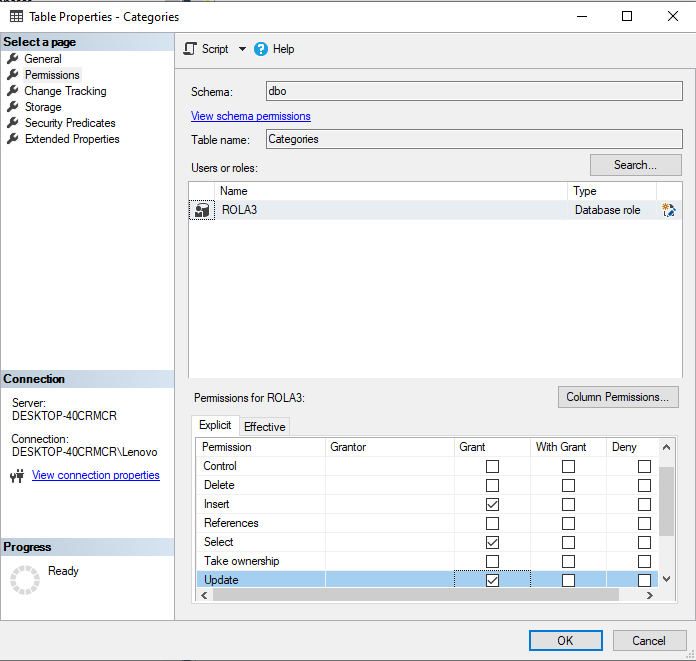 Table Properties - Categories
Select a page
General
Permissions
Change Tracking
Storage
Security Predicates
Extended Properties
Script
Help
Schema:
dbo
View schema permissions
Table name:
Categories
Users or roles:
Search...
Name
Type
ROLA3
Database role
Connection
Server:
DESKTOP-40CRMCR
Connection:
DESKTOP-40CRMCR\Lenovo
View connection properties
Progress
Ready
Permissions for ROLA3:
Column Permissions...
Explicit
Effective
Permission Grantor Grant With Grant Deny
Control
Delete
Insert
References
Select
Take ownership
Update
OK
Cancel